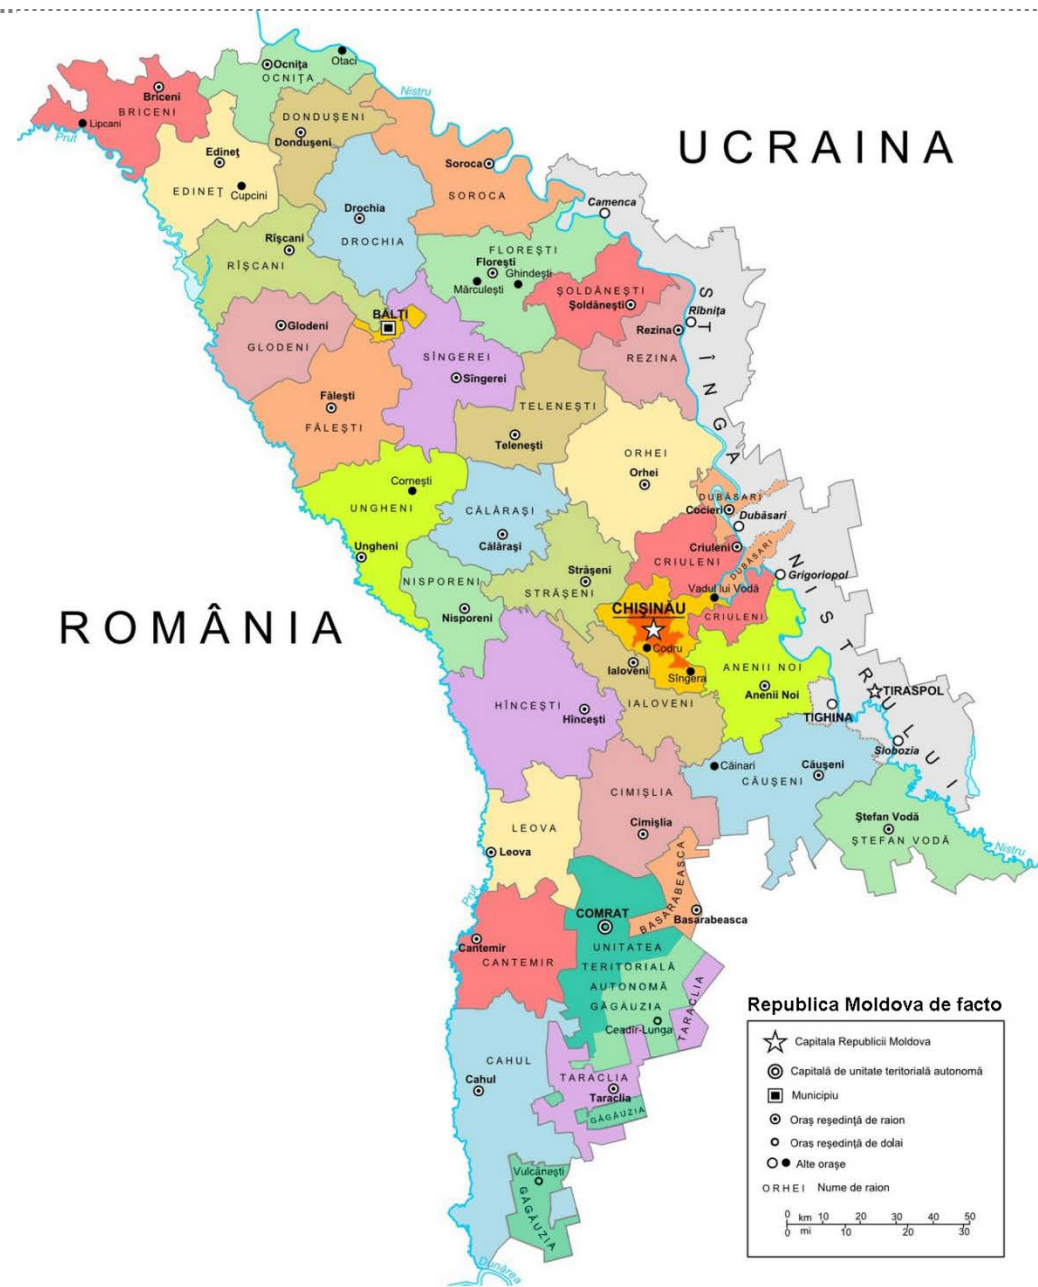 Ocnița
OCNIȚA
Otaci
Briceni
BRICENI
Lipcani
Prut
Nistru
DONDUȘENI
Dondușeni
Edineț
EDINEȚ
Cupcini
Soroca
SOROCA
UCRAINA
Camenca
Drochia
DROCHIA
Rîșcani
RÎȘCANI
FLOREȘTI
Florești
Ghindești
Mărculești
ȘOLDĂNEȘTI
Șoldănești
Rîbnița
Rezina
REZINA
STÎNGA NISTRULUI
BĂLȚI
Glodeni
GLODENI
SÎNGEREI
Sîngerei
Fălești
FĂLEȘTI
TELENEȘTI
Telenești
ORHEI
Orhei
Cornești
UNGHENI
Ungheni
CĂLĂRAȘI
Călărași
DUBĂSARI
Cocieri
Dubăsari
Criuleni
CRIULENI
DUBĂSARI
Grigoriopol
NISPORENI
Nisporeni
Strășeni
STRĂȘENI
Vadul lui Vodă
CRIULENI
CHIȘINĂU
Codru
Ialoveni
Sîngera
IALOVENI
ROMÂNIA
ANENII NOI
Anenii Noi
TIRASPOL
TIGHINA
Slobozia
HÎNCEȘTI
Hîncești
Căinari
Căușeni
CĂUȘENI
CIMIȘLIA
Cimișlia
LEOVA
Leova
Ștefan Vodă
ȘTEFAN VODĂ
Nistru
BASARABEASCA
Basarabeasca
Prut
COMRAT
UNITATEA
TERITORIALĂ
AUTONOMĂ
GĂGĂUZIA
Cantemir
CANTEMIR
TARACLIA
Ceadîr-Lunga
CAHUL
Cahul
TARACLIA
Taraclia
GĂGĂUZIA
Vulcănești
GĂGĂUZIA
Dunărea
Republica Moldova de facto
Capitala Republicii Moldova
Capitală de unitate teritorială autonomă
Municipiu
Oraș reședință de raion
Oraș reședință de dolai
Alte orașe
ORHEI Nume de raion
0 km 10 20 30 40 50
0 mi 10 20 30